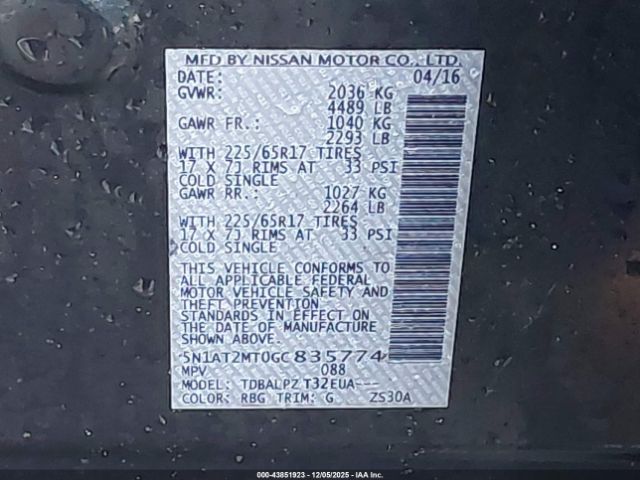 MFD BY NISSAN MOTOR CO., LTD.
DATE: 04/16
GVWR: 2036 KG
4489 LB
GAWR FR.: 1040 KG
2293 LB
WITH 225/65R17 TIRES
17 X 7J RIMS AT 33 PSI
COLD SINGLE
GAWR RR.: 1027 KG
2264 LB
WITH 225/65R17 TIRES
17 X 7J RIMS AT 33 PSI
COLD SINGLE
THIS VEHICLE CONFORMS TO
ALL APPLICABLE FEDERAL
MOTOR VEHICLE SAFETY AND
THEFT PREVENTION
STANDARDS IN EFFECT ON
THE DATE OF MANUFACTURE
SHOWN ABOVE.
5N1AT2MT0GC835774
MPV 088
MODEL: TDBALPZ T32EUA---
COLOR: RBG TRIM: G ZS30A
000-43851923 - 12/05/2025 - IAA Inc.